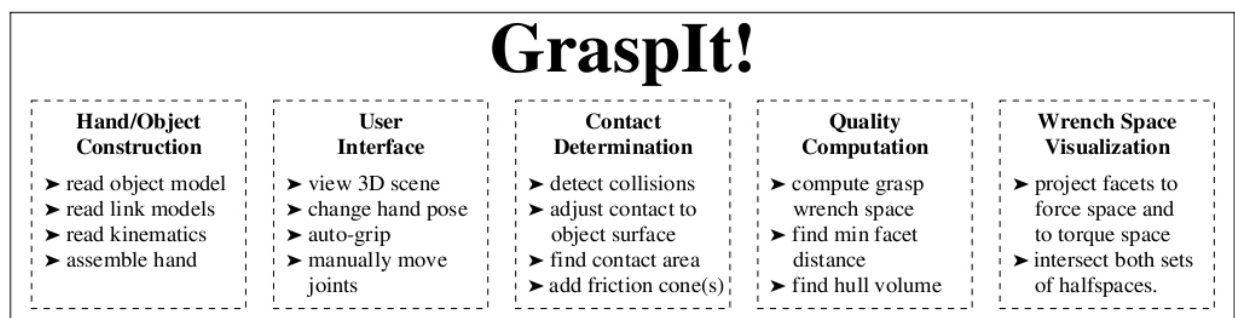 GraspIt!
Hand/Object
Construction
➤ read object model
➤ read link models
➤ read kinematics
➤ assemble hand
User
Interface
➤ view 3D scene
➤ change hand pose
➤ auto-grip
➤ manually move
joints
Contact
Determination
➤ detect collisions
➤ adjust contact to
object surface
➤ find contact area
➤ add friction cone(s)
Quality
Computation
➤ compute grasp
wrench space
➤ find min facet
distance
➤ find hull volume
Wrench Space
Visualization
➤ project facets to
force space and
to torque space
➤ intersect both sets
of halfspaces.